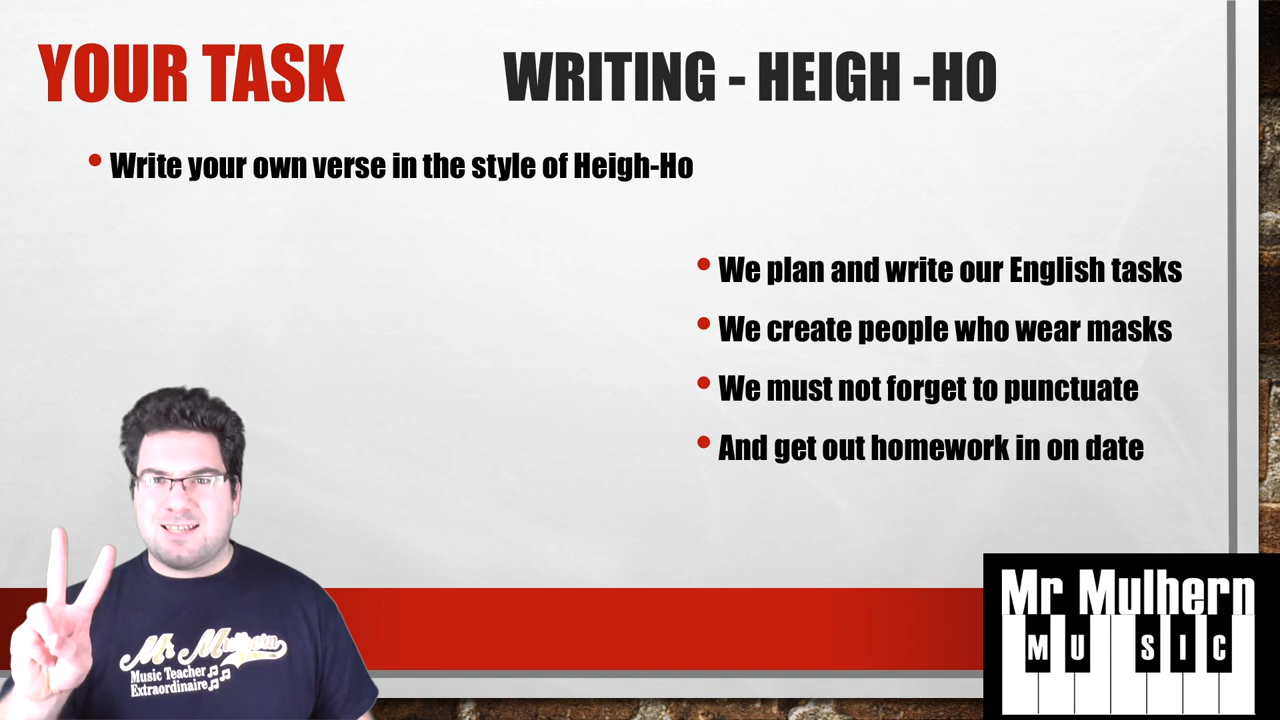 YOUR TASK
WRITING - HEIGH -HO
Write your own verse in the style of Heigh-Ho
We plan and write our English tasks
We create people who wear masks
We must not forget to punctuate
And get out homework in on date
Mr Mulhern
Music Teacher
Extraordinaire
Mr Mulhern
MUSIC